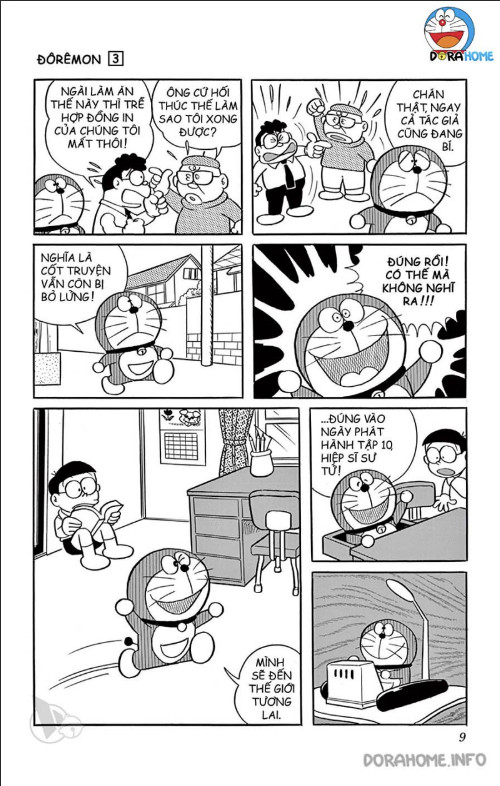 DORAHOME
ĐÔRÊMON 3
NGÀI LÀM ĂN
THẾ NÀY THÌ TRỄ
HỢP ĐỒNG IN
CỦA CHÚNG TÔI
MẤT THÔI!
ÔNG CỨ HỐI
THÚC THẾ LÀM
SAO TÔI XONG
ĐƯỢC?
CHÁN
THẬT, NGAY
CẢ TÁC GIẢ
CŨNG ĐANG
BÍ.
NGHĨA LÀ
CỐT TRUYỆN
VẪN CÒN BỊ
BỎ LỬNG!
ĐÚNG RỒI!
CÓ THẾ MÀ
KHÔNG NGHĨ
RA!!!
MÌNH
SẼ ĐẾN
THẾ GIỚI
TƯƠNG
LAI.
...ĐÚNG VÀO
NGÀY PHÁT
HÀNH TẬP 10
HIỆP SĨ SƯ
TỬ!
9
DORAHOME.INFO